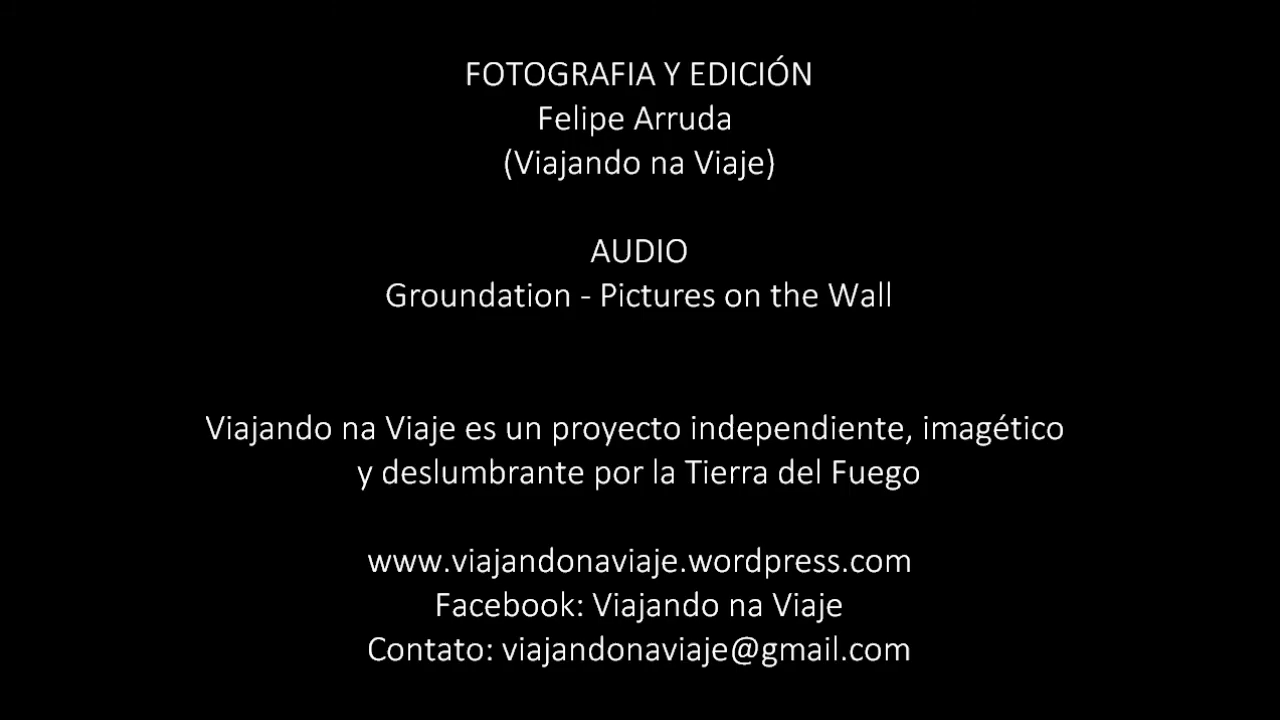 FOTOGRAFIA Y EDICIÓN
Felipe Arruda
(Viajando na Viaje)
AUDIO
Groundation - Pictures on the Wall
Viajando na Viaje es un proyecto independiente, imagético
y deslumbrante por la Tierra del Fuego
www.viajandonaviaje.wordpress.com
Facebook: Viajando na Viaje
Contato: viajandonaviaje@gmail.com